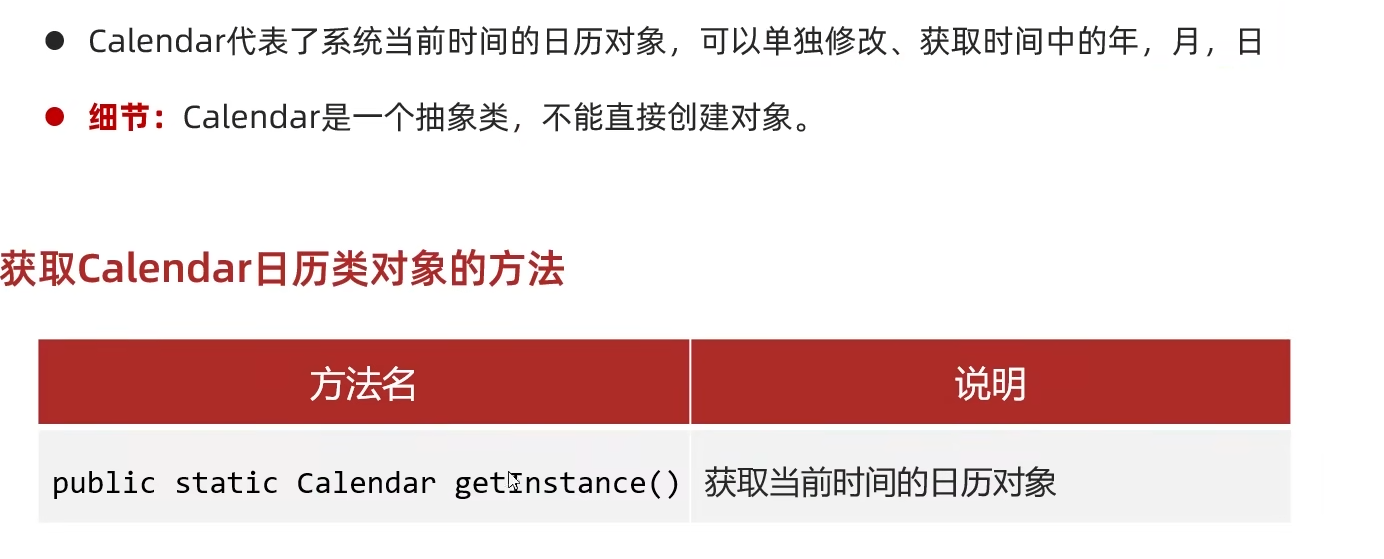 Calendar代表了系统当前时间的日历对象，可以单独修改、获取时间中的年，月，日
细节：Calendar是一个抽象类，不能直接创建对象。
获取Calendar日历类对象的方法
方法名 说明
public static Calendar getInstance() 获取当前时间的日历对象